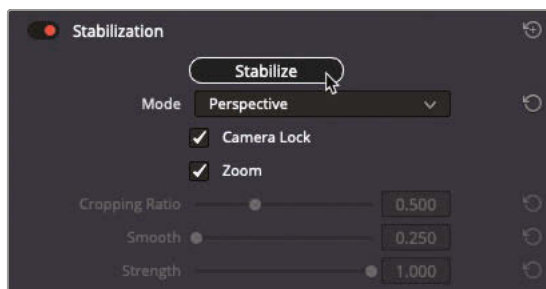 Stabilization
Stabilize
Mode Perspective
Camera Lock
Zoom
Cropping Ratio 0.500
Smooth 0.250
Strength 1.000